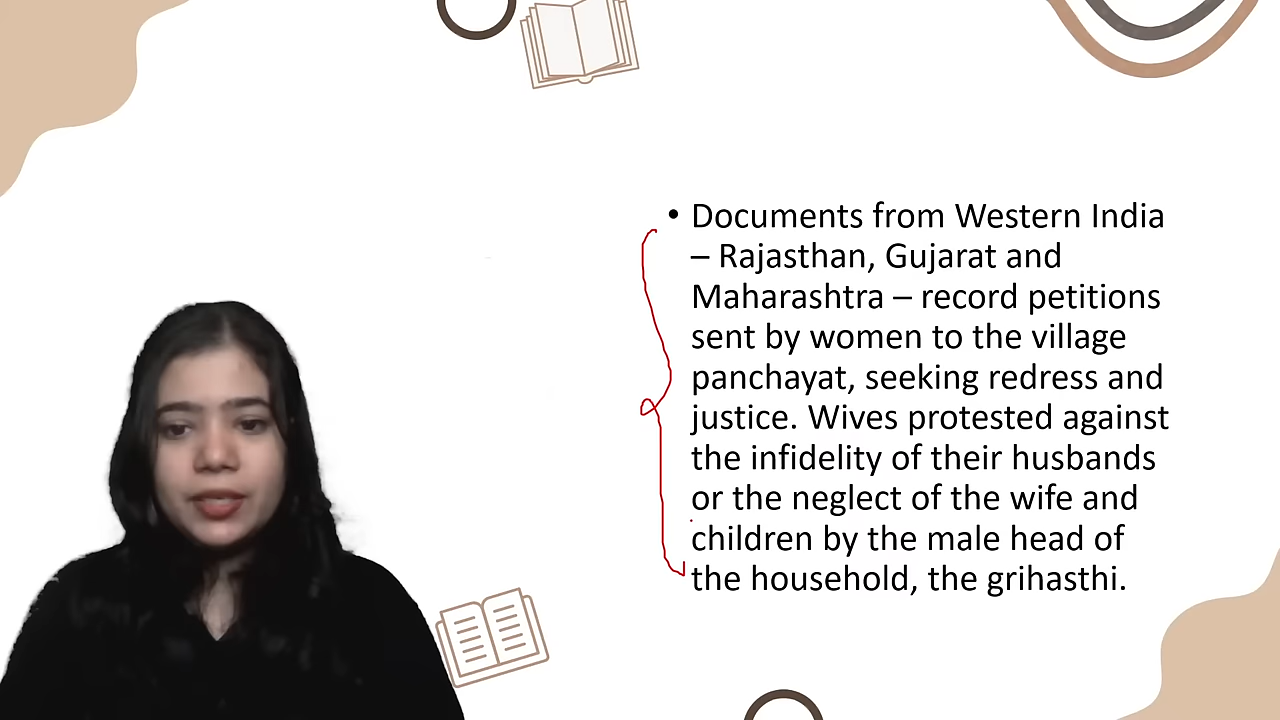 • Documents from Western India
– Rajasthan, Gujarat and
Maharashtra – record petitions
sent by women to the village
panchayat, seeking redress and
justice. Wives protested against
the infidelity of their husbands
or the neglect of the wife and
children by the male head of
the household, the grihasthi.